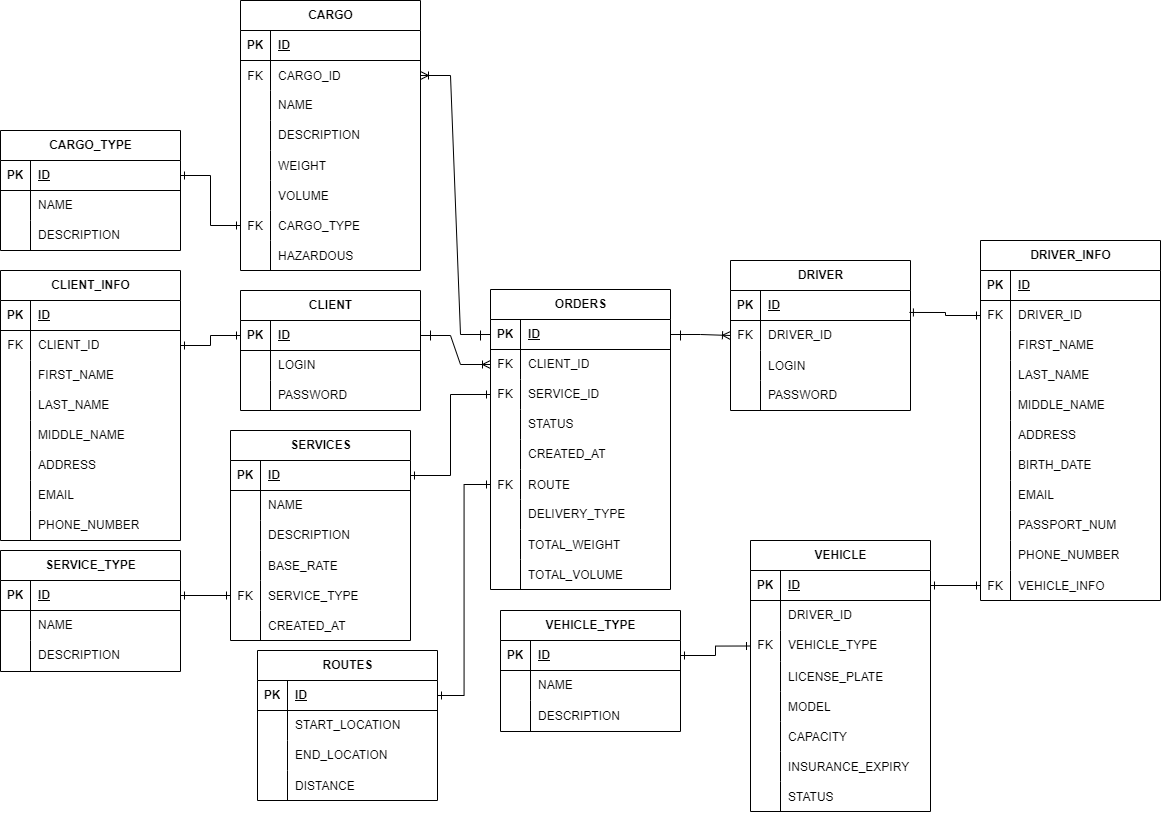 CARGO
PK ID
FK CARGO_ID
NAME
DESCRIPTION
WEIGHT
VOLUME
FK CARGO_TYPE
HAZARDOUS
CARGO_TYPE
PK ID
NAME
DESCRIPTION
CLIENT_INFO
PK ID
FK CLIENT_ID
FIRST_NAME
LAST_NAME
MIDDLE_NAME
ADDRESS
EMAIL
PHONE_NUMBER
CLIENT
PK ID
LOGIN
PASSWORD
SERVICES
PK ID
NAME
DESCRIPTION
BASE_RATE
FK SERVICE_TYPE
CREATED_AT
SERVICE_TYPE
PK ID
NAME
DESCRIPTION
ROUTES
PK ID
START_LOCATION
END_LOCATION
DISTANCE
ORDERS
PK ID
FK CLIENT_ID
FK SERVICE_ID
STATUS
CREATED_AT
FK ROUTE
DELIVERY_TYPE
TOTAL_WEIGHT
TOTAL_VOLUME
DRIVER
PK ID
FK DRIVER_ID
LOGIN
PASSWORD
DRIVER_INFO
PK ID
FK DRIVER_ID
FIRST_NAME
LAST_NAME
MIDDLE_NAME
ADDRESS
BIRTH_DATE
EMAIL
PASSPORT_NUM
PHONE_NUMBER
FK VEHICLE_INFO
VEHICLE_TYPE
PK ID
NAME
DESCRIPTION
VEHICLE
PK ID
DRIVER_ID
FK VEHICLE_TYPE
LICENSE_PLATE
MODEL
CAPACITY
INSURANCE_EXPIRY
STATUS